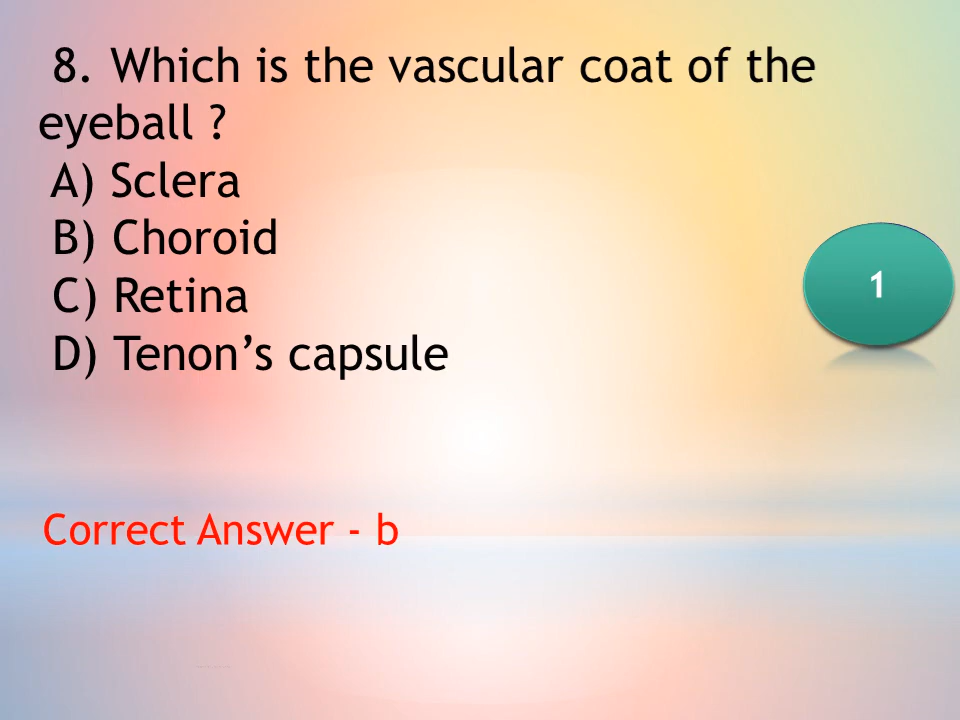 8. Which is the vascular coat of the
eyeball ?
A) Sclera
B) Choroid
C) Retina
D) Tenon’s capsule
1
Correct Answer - b